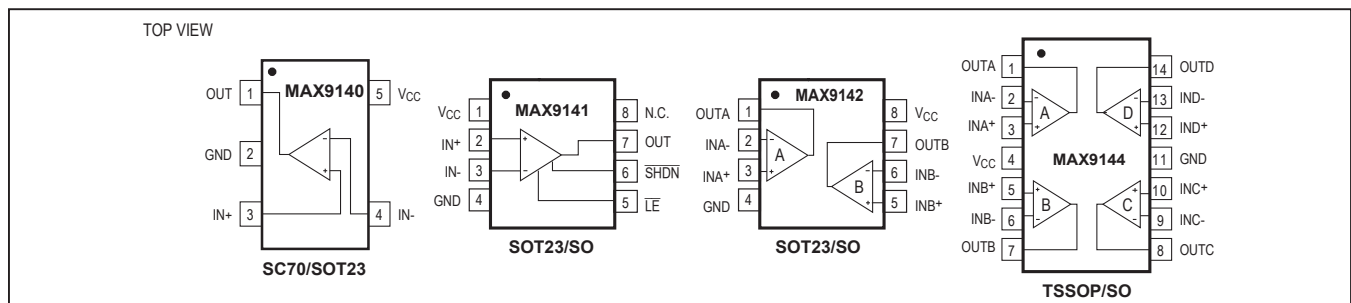 TOP VIEW
MAX9140
OUT 1
5 VCC
GND 2
IN+ 3
4 IN-
-
+
SC70/SOT23
MAX9141
VCC 1
8 N.C.
IN+ 2
7 OUT
IN- 3
6 SHDN
GND 4
5 LE
+
-
SOT23/SO
MAX9142
OUTA 1
8 VCC
INA- 2
7 OUTB
INA+ 3
6 INB-
GND 4
5 INB+
- A +
- B +
SOT23/SO
OUTA 1
14 OUTD
INA- 2
13 IND-
INA+ 3
12 IND+
VCC 4
MAX9144
11 GND
INB+ 5
10 INC+
INB- 6
9 INC-
OUTB 7
8 OUTC
- A +
- D +
+ B -
+ C -
TSSOP/SO